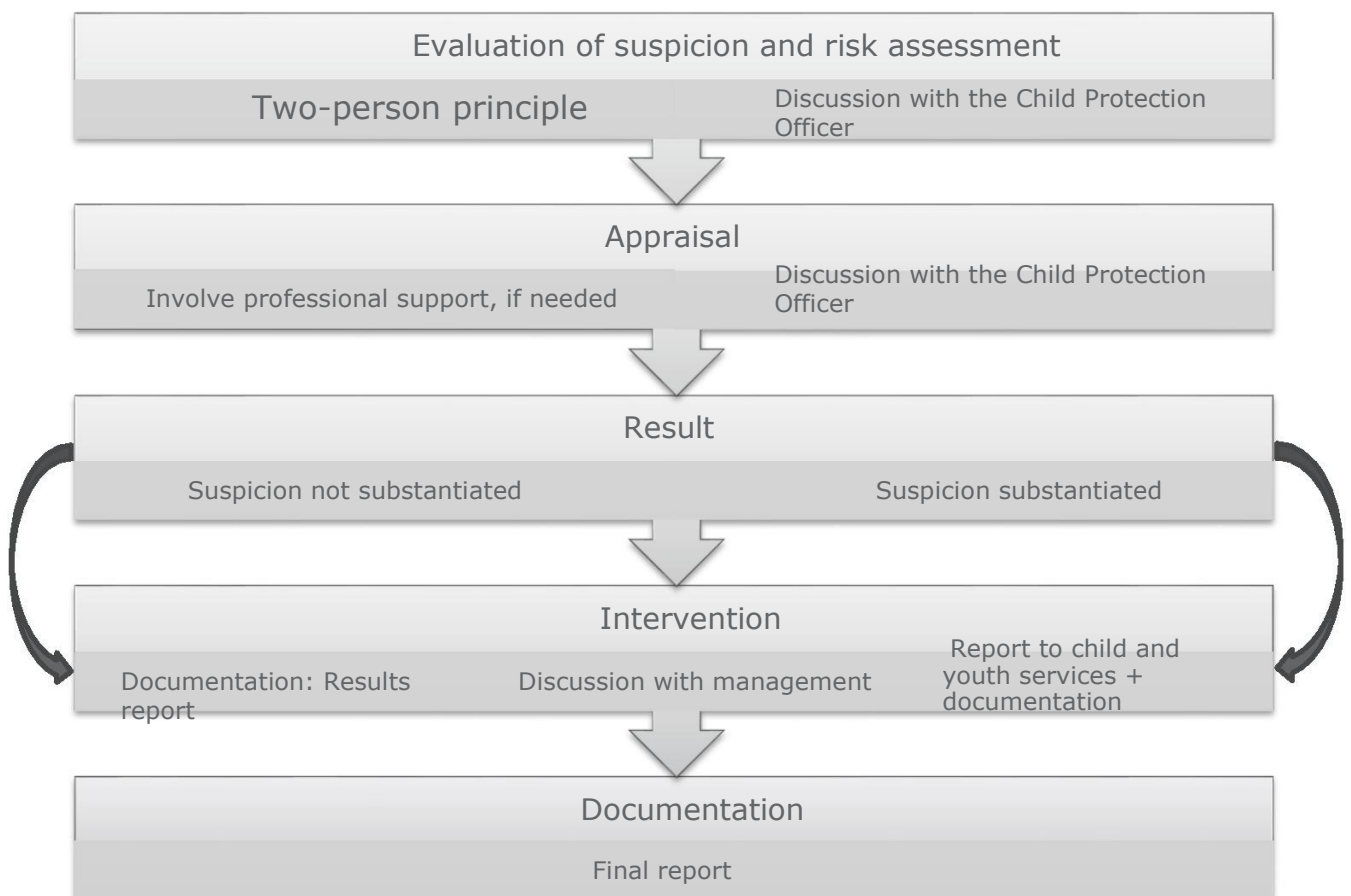 Evaluation of suspicion and risk assessment
Two-person principle
Discussion with the Child Protection
Officer
Appraisal
Involve professional support, if needed
Discussion with the Child Protection
Officer
Result
Suspicion not substantiated
Suspicion substantiated
Intervention
Documentation: Results
report
Discussion with management
Report to child and
youth services +
documentation
Documentation
Final report